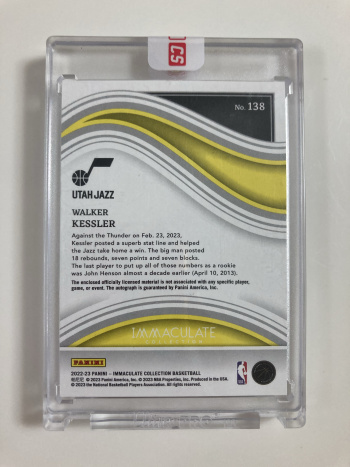 CS
No. 138
UTAH JAZZ
WALKER
KESSLER
Against the Thunder on Feb. 23, 2023,
Kessler posted a superb stat line and helped
the Jazz take home a win. The big man posted
18 rebounds, seven points and seven blocks.
The last player to put up all of those numbers as a rookie
was John Henson almost a decade earlier (April 10, 2013).
The enclosed officially licensed material is not associated with any specific player,
game, or event. The autograph is guaranteed by Panini America, Inc.
IMMACULATE
COLLECTION
PANINI
2022-23 PANINI – IMMACULATE COLLECTION BASKETBALL
© 2023 Panini America, Inc. © 2023 NBA Properties, Inc. Produced in the USA.
© 2023 the National Basketball Players Association. All rights reserved.